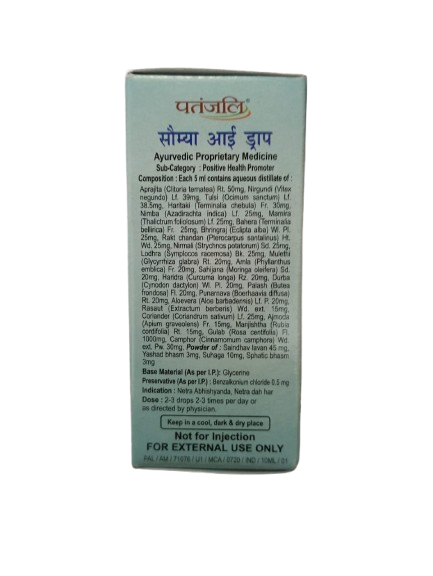 पतंजलि®
सौम्या आई ड्राप
Ayurvedic Proprietary Medicine
Sub-Category : Positive Health Promoter
Composition : Each 5 ml contains aqueous distillate of :
Aprajita (Clitoria ternatea) Rt. 50mg, Nirgundi (Vitex
negundo) Lf. 39mg, Tulsi (Ocimum sanctum) Lf.
38.5mg, Haritaki (Terminalia chebula) Fr. 30mg,
Nimba (Azadirachta indica) Lf. 25mg, Mamira
(Thalictrum foliolosum) Lf. 25mg, Bahera (Terminalia
bellirica) Fr. 25mg, Bhringraj (Eclipta alba) Wl. Pl.
25mg, Rakt chandan (Pterocarpus santalinus) Ht.
Wd. 25mg, Nirmali (Strychnos potatorum) Sd. 25mg,
Lodhra (Symplocos racemosa) Bk. 25mg, Mulethi
(Glycyrrhiza glabra) Rt. 20mg, Amla (Phyllanthus
emblica) Fr. 20mg, Sahijana (Moringa oleifera) Sd.
20mg, Haridra (Curcuma longa) Rz. 20mg, Durba
(Cynodon dactylon) Wl. Pl. 20mg, Palash (Butea
frondosa) Fl. 20mg, Punarnava (Boerhaavia diffusa)
Rt. 20mg, Aloevera (Aloe barbadensis) Lf. P. 20mg,
Rasaut (Extractum berberis) Wd. ext. 15mg,
Coriander (Coriandrum sativum) Lf. 25mg, Ajmoda
(Apium graveolens) Fr. 15mg, Manjishtha (Rubia
cordifolia) Rt. 15mg, Gulab (Rosa centifolia) Fl.
1000mg, Camphor (Cinnamomum camphora) Wd.
ext. Pw. 30mg, Powder of : Saindhav lavan 45 mg,
Yashad bhasm 3mg, Suhaga 16mg, Sphatic bhasm
3mg
Base Material (As per I.P.): Glycerine
Preservative (As per I.P.) : Benzalkonium chloride 0.5 mg
Indication : Netra Abhishyanda, Netra dah har
Dose : 2-3 drops 2-3 times per day or
as directed by physician.
Keep in a cool, dark & dry place
Not for Injection
FOR EXTERNAL USE ONLY